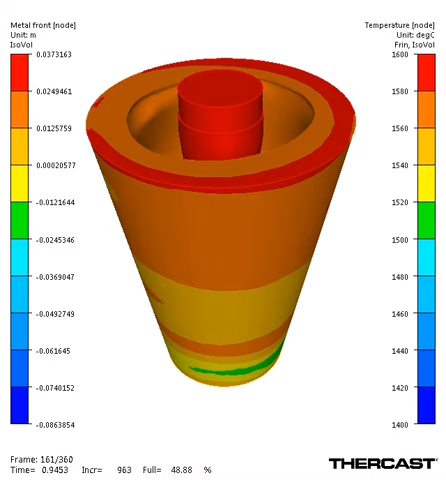 Metal front [node]
Unit: m
IsoVol
0.0373163
0.0249461
0.0125759
0.00020577
-0.0121644
-0.0245346
-0.0369047
-0.0492749
-0.061645
-0.0740152
-0.0863854
Temperature [node]
Unit: degC
Frin, IsoVol
1600
1580
1560
1540
1520
1500
1480
1460
1440
1420
1400
Frame: 161/360
Time= 0.9453 Incr= 963 Full= 48.88 %
THERCAST